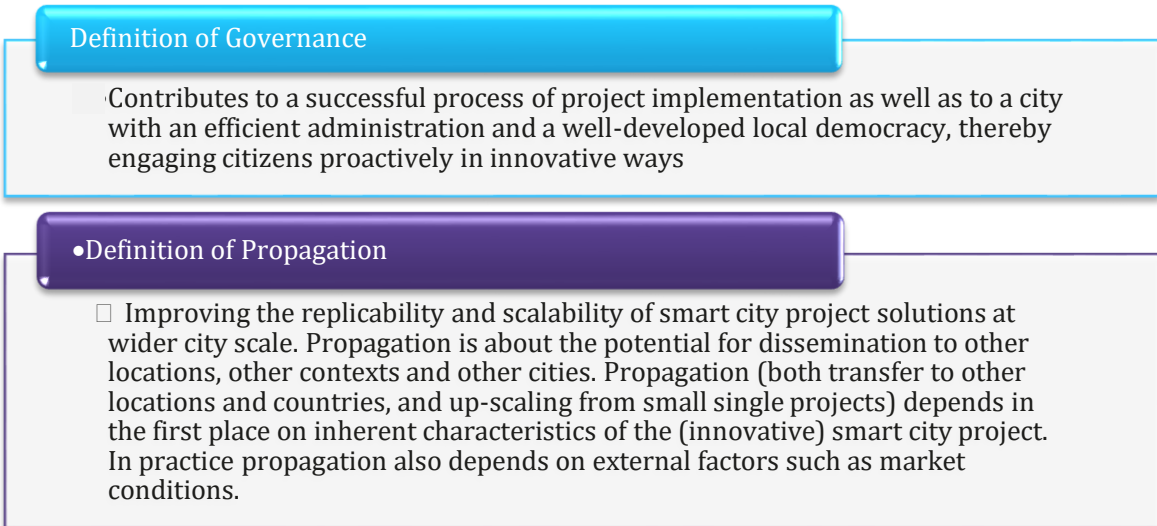 Definition of Governance
·Contributes to a successful process of project implementation as well as to a city
with an efficient administration and a well-developed local democracy, thereby
engaging citizens proactively in innovative ways
•Definition of Propagation
□ Improving the replicability and scalability of smart city project solutions at
wider city scale. Propagation is about the potential for dissemination to other
locations, other contexts and other cities. Propagation (both transfer to other
locations and countries, and up-scaling from small single projects) depends in
the first place on inherent characteristics of the (innovative) smart city project.
In practice propagation also depends on external factors such as market
conditions.